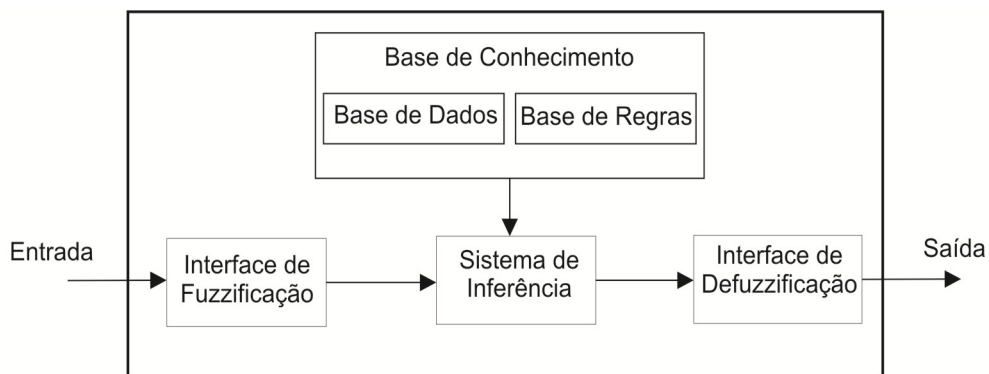 Base de Conhecimento
Base de Dados
Base de Regras
Entrada
Interface de
Fuzzificação
Sistema de
Inferência
Interface de
Defuzzificação
Saída